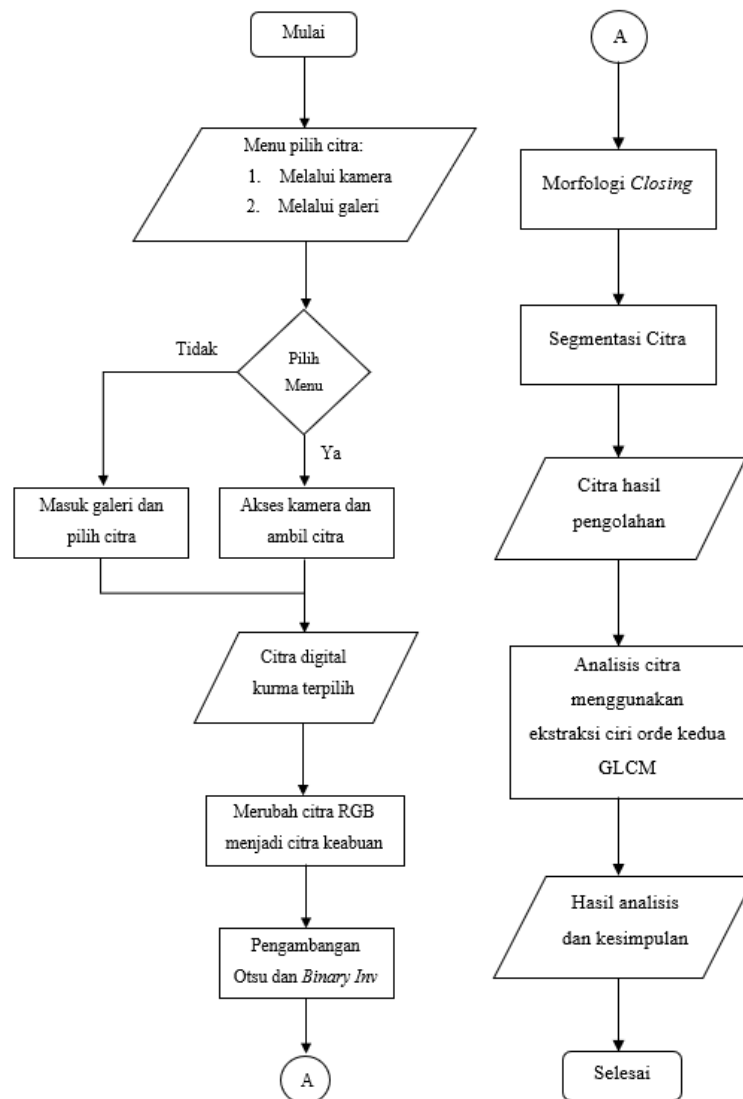 Mulai
Menu pilih citra:
1. Melalui kamera
2. Melalui galeri
Pilih
Menu
Tidak
Ya
Masuk galeri dan
pilih citra
Akses kamera dan
ambil citra
Citra digital
kurma terpilih
Merubah citra RGB
menjadi citra keabuan
Pengambangan
Otsu dan Binary Inv
A
A
Morfologi Closing
Segmentasi Citra
Citra hasil
pengolahan
Analisis citra
menggunakan
ekstraksi ciri orde kedua
GLCM
Hasil analisis
dan kesimpulan
Selesai